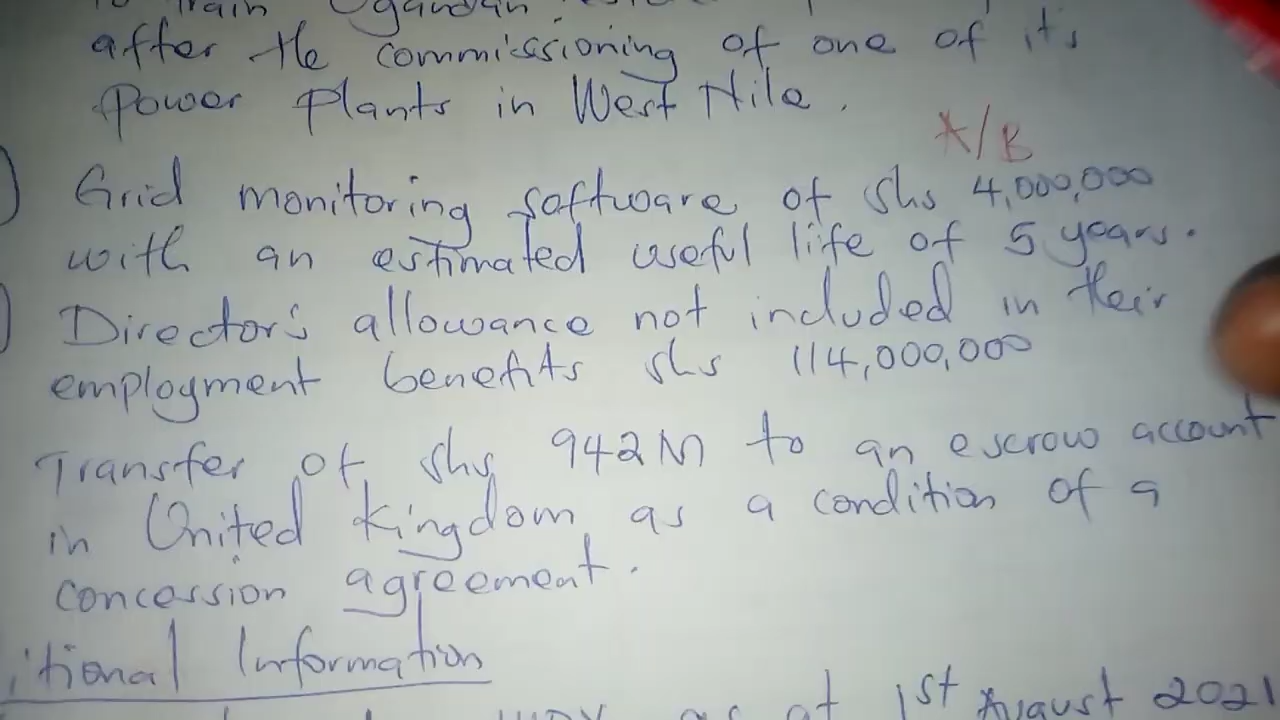 Train Ugandan
after the commissioning of one of its
Power Plants in West Nile.
A/B
) Grid monitoring software of Shs 4,000,000
with an estimated useful life of 5 years.
) Director's allowance not included in their
employment benefits shs 114,000,000
Transfer of shs 942M to an escrow account
in United Kingdom as a condition of a
concession agreement.
itional Information
as at 1st August 2021